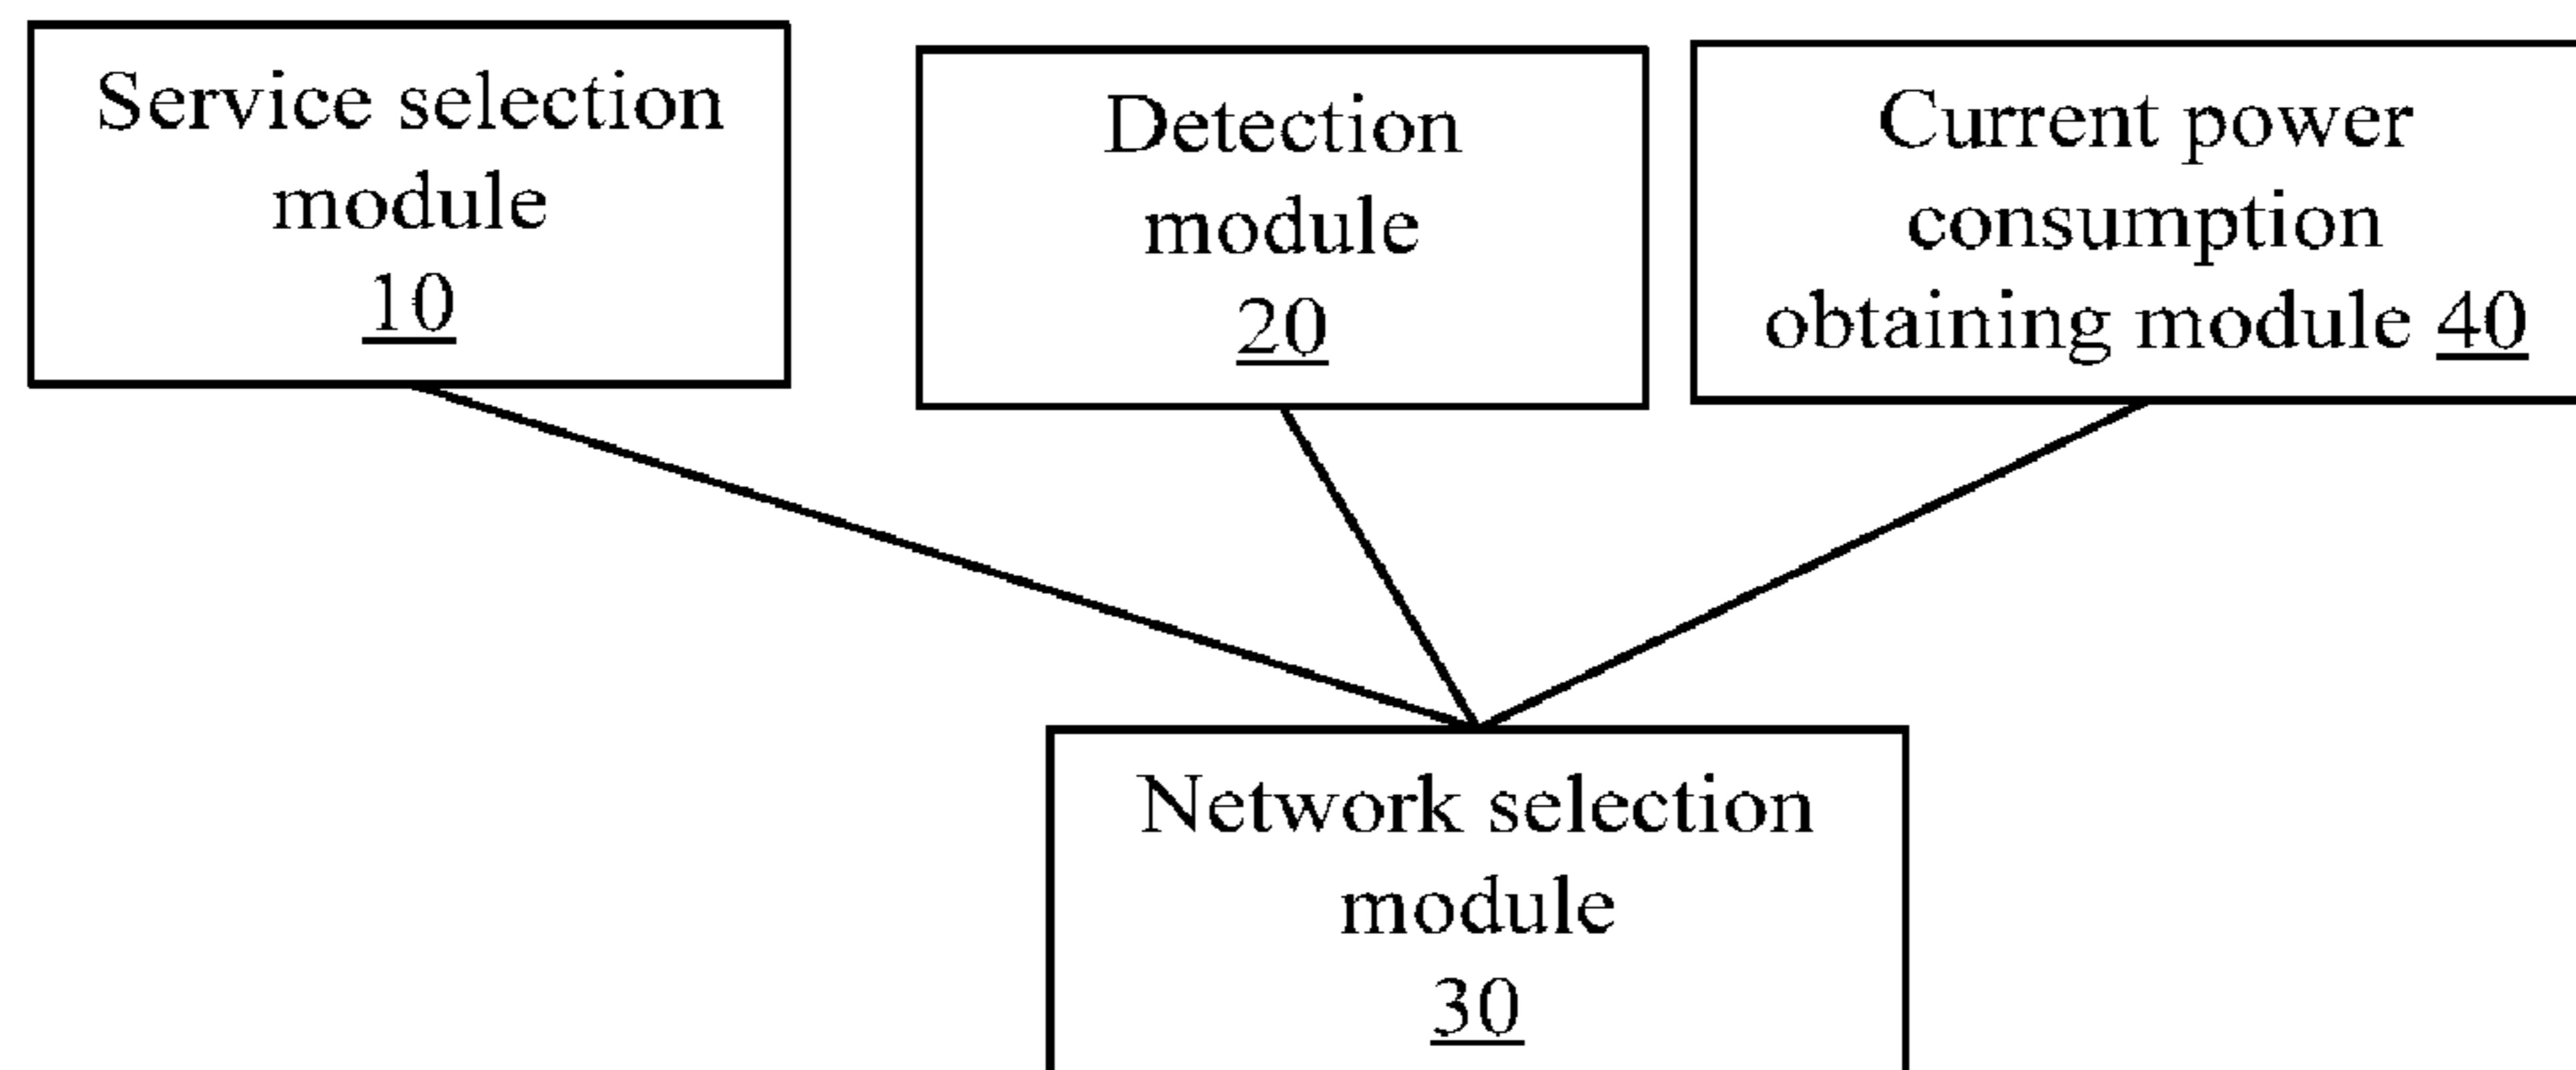 Service selection
module
10
Detection
module
20
Current power
consumption
obtaining module 40
Network selection
module
30